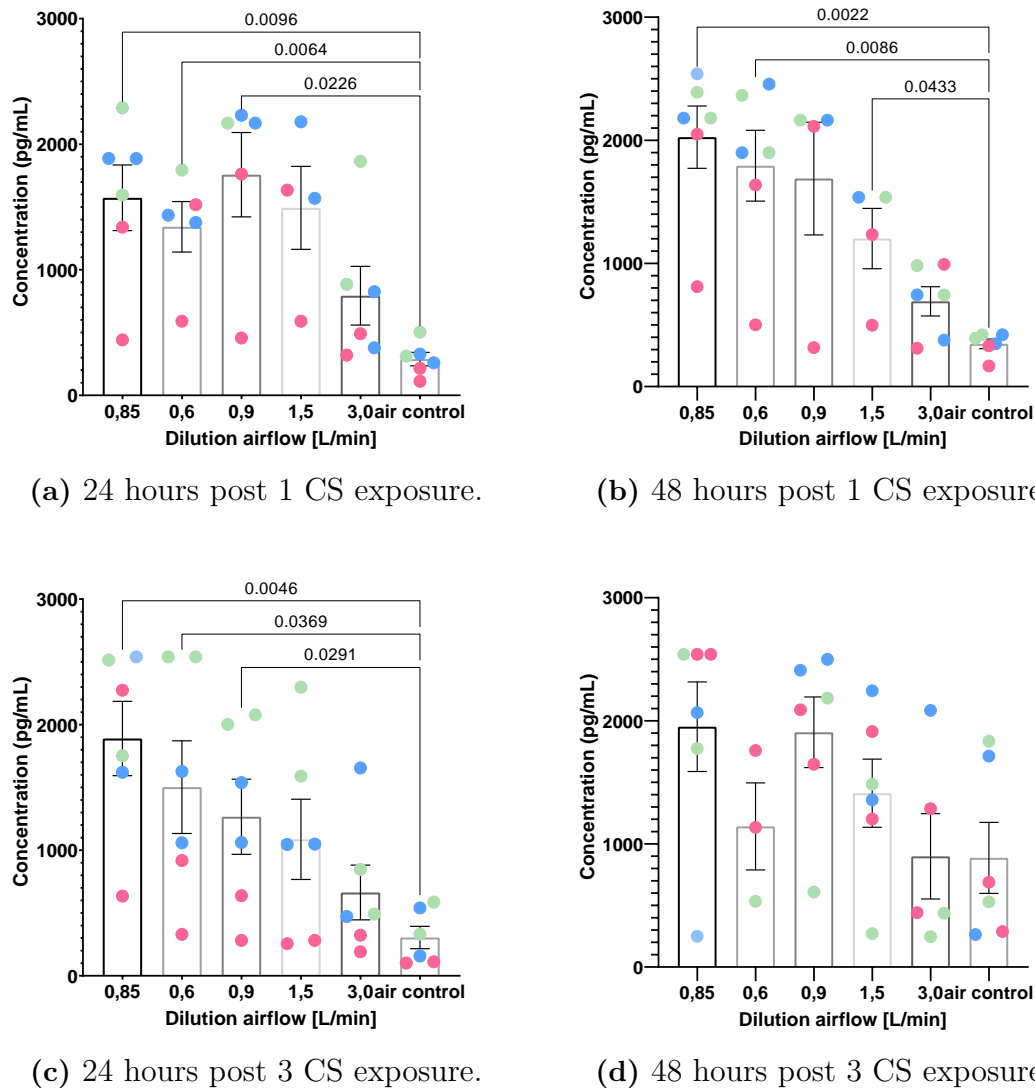 3000
2000
1000
0
Concentration (pg/mL)
0.0096
0.0064
0.0226
0,85 0,6 0,9 1,5 3,0 air control
Dilution airflow [L/min]
(a) 24 hours post 1 CS exposure.
3000
2000
1000
0
Concentration (pg/mL)
0.0022
0.0086
0.0433
0,85 0,6 0,9 1,5 3,0 air control
Dilution airflow [L/min]
(b) 48 hours post 1 CS exposure
3000
2000
1000
0
Concentration (pg/mL)
0.0046
0.0369
0.0291
0,85 0,6 0,9 1,5 3,0 air control
Dilution airflow [L/min]
(c) 24 hours post 3 CS exposure.
3000
2000
1000
0
Concentration (pg/mL)
0,85 0,6 0,9 1,5 3,0 air control
Dilution airflow [L/min]
(d) 48 hours post 3 CS exposure